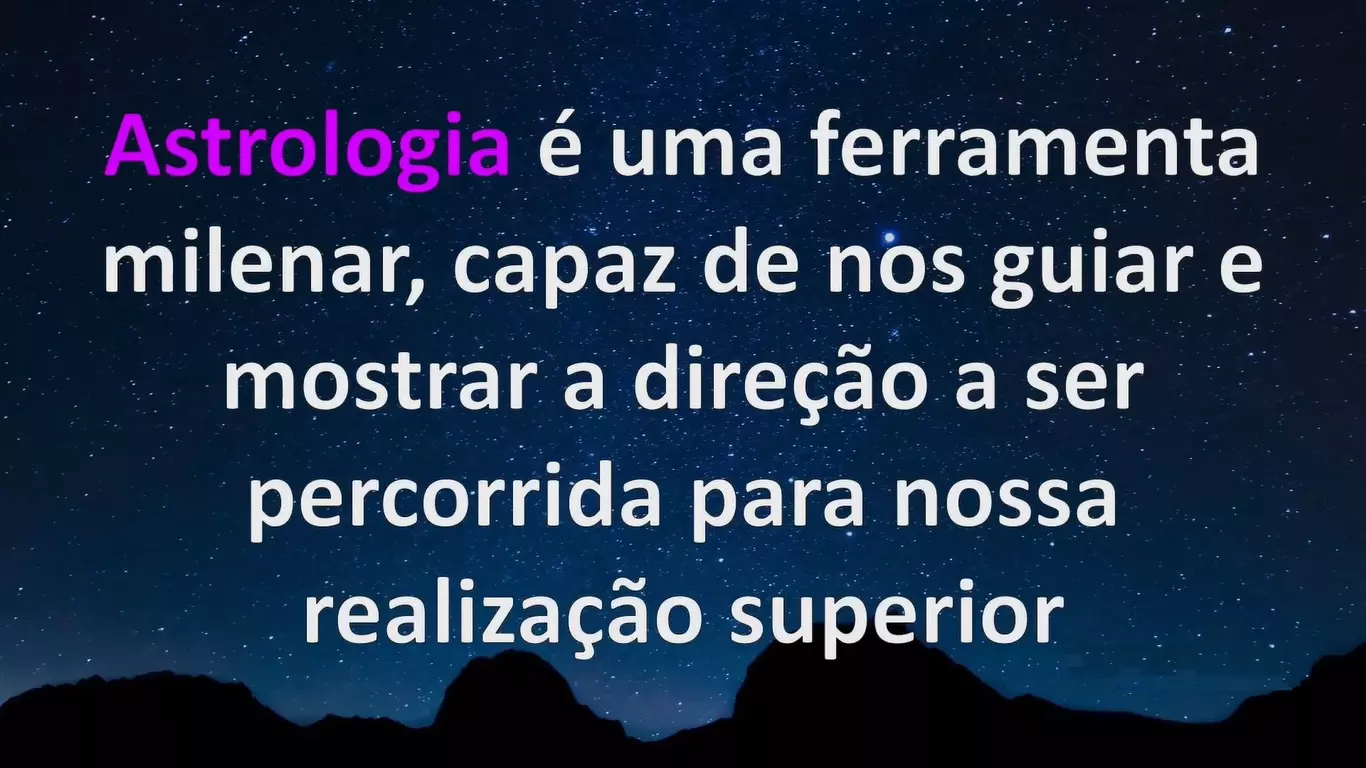 Astrologia é uma ferramenta
milenar, capaz de nos guiar e
mostrar a direção a ser
percorrida para nossa
realização superior